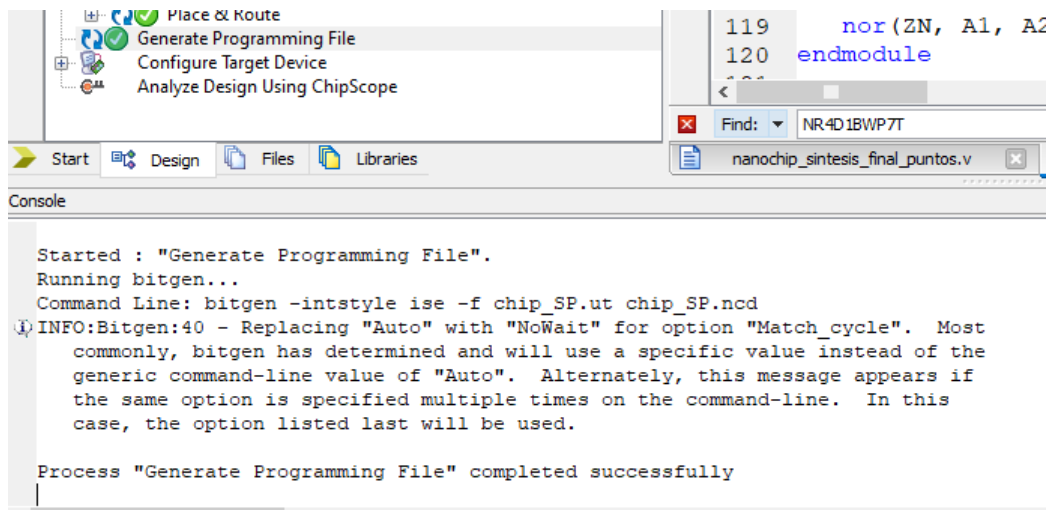 Place & Route
Generate Programming File
Configure Target Device
Analyze Design Using ChipScope
119 nor(ZN, A1, A2
120 endmodule
Find: NR4D1BWP7T
Start Design Files Libraries
nanochip_sintesis_final_puntos.v
Console
Started : "Generate Programming File".
Running bitgen...
Command Line: bitgen -intstyle ise -f chip_SP.ut chip_SP.ncd
INFO:Bitgen:40 - Replacing "Auto" with "NoWait" for option "Match_cycle".  Most
commonly, bitgen has determined and will use a specific value instead of the
generic command-line value of "Auto".  Alternately, this message appears if
the same option is specified multiple times on the command-line.  In this
case, the option listed last will be used.
Process "Generate Programming File" completed successfully